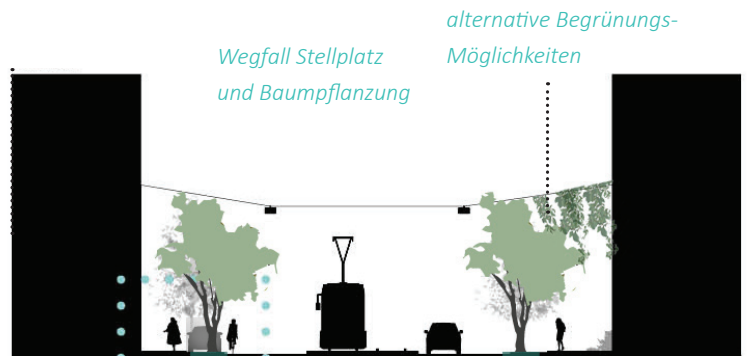 Wegfall Stellplatz
und Baumpflanzung
alternative Begrünungs-
Möglichkeiten